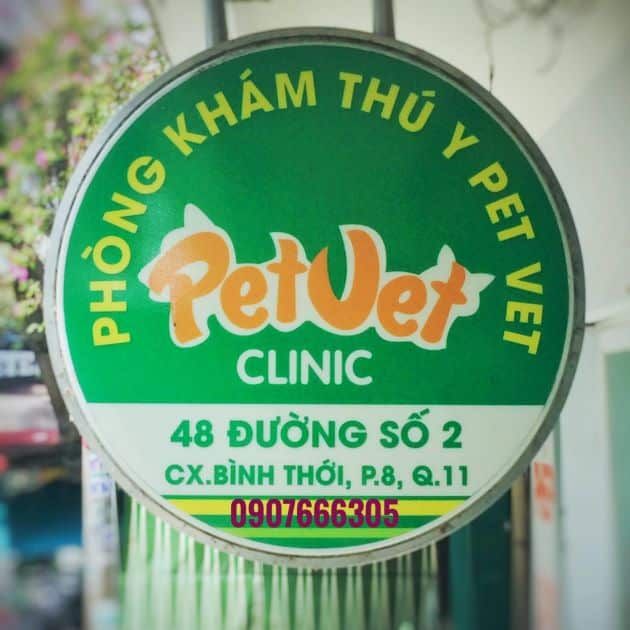 PHÒNG KHÁM THÚ Y PET VET
PetVet
CLINIC
48 ĐƯỜNG SỐ 2
CX.BÌNH THỚI, P.8, Q.11
0907666305